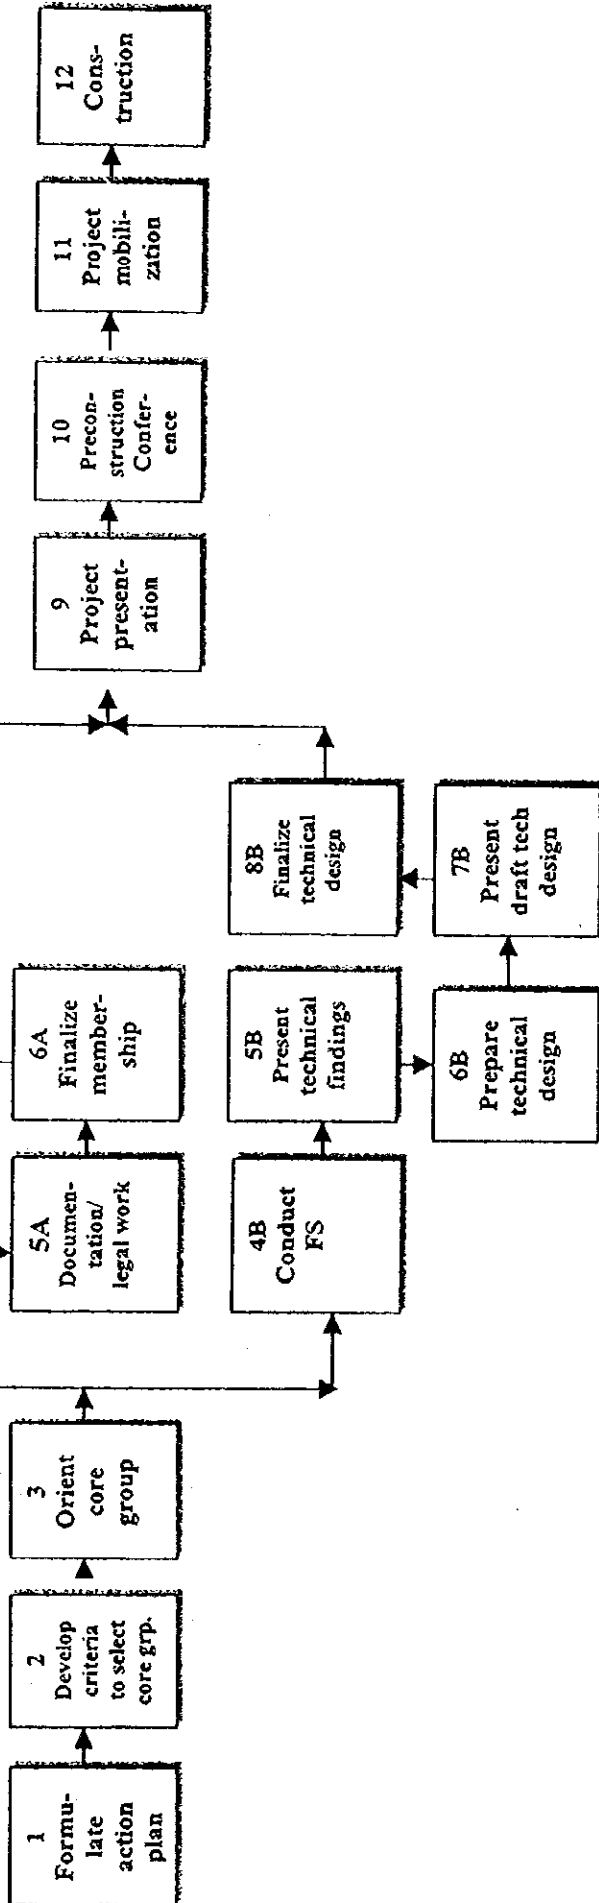 1
Formu-
late
action
plan
2
Develop
criteria
to select
core grp.
3
Orient
core
group
5A
Documen-
tation/
legal work
6A
Finalize
member-
ship
4B
Conduct
FS
5B
Present
technical
findings
6B
Prepare
technical
design
7B
Present
draft tech
design
8B
Finalize
technical
design
9
Project
present-
ation
10
Precon-
struction
Confer-
ence
11
Project
mobili-
zation
12
Cons-
truction